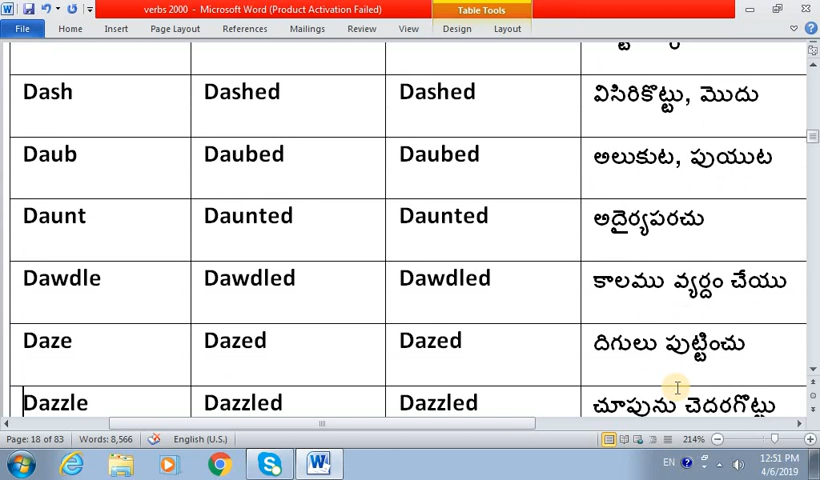 verbs 2000 - Microsoft Word (Product Activation Failed)
Table Tools
File Home Insert Page Layout References Mailings Review View Design Layout
Dash Dashed Dashed విసిరికొట్టు, మొదు
Daub Daubed Daubed అలుకుట, పుయుట
Daunt Daunted Daunted అదైర్యపరచు
Dawdle Dawdled Dawdled కాలము వ్యర్దం చేయు
Daze Dazed Dazed దిగులు పుట్టించు
Dazzle Dazzled Dazzled చూపును చెదరగొట్టు
Page: 18 of 83 Words: 8,566 English (U.S.) 214%
EN 12:51 PM
4/6/2019